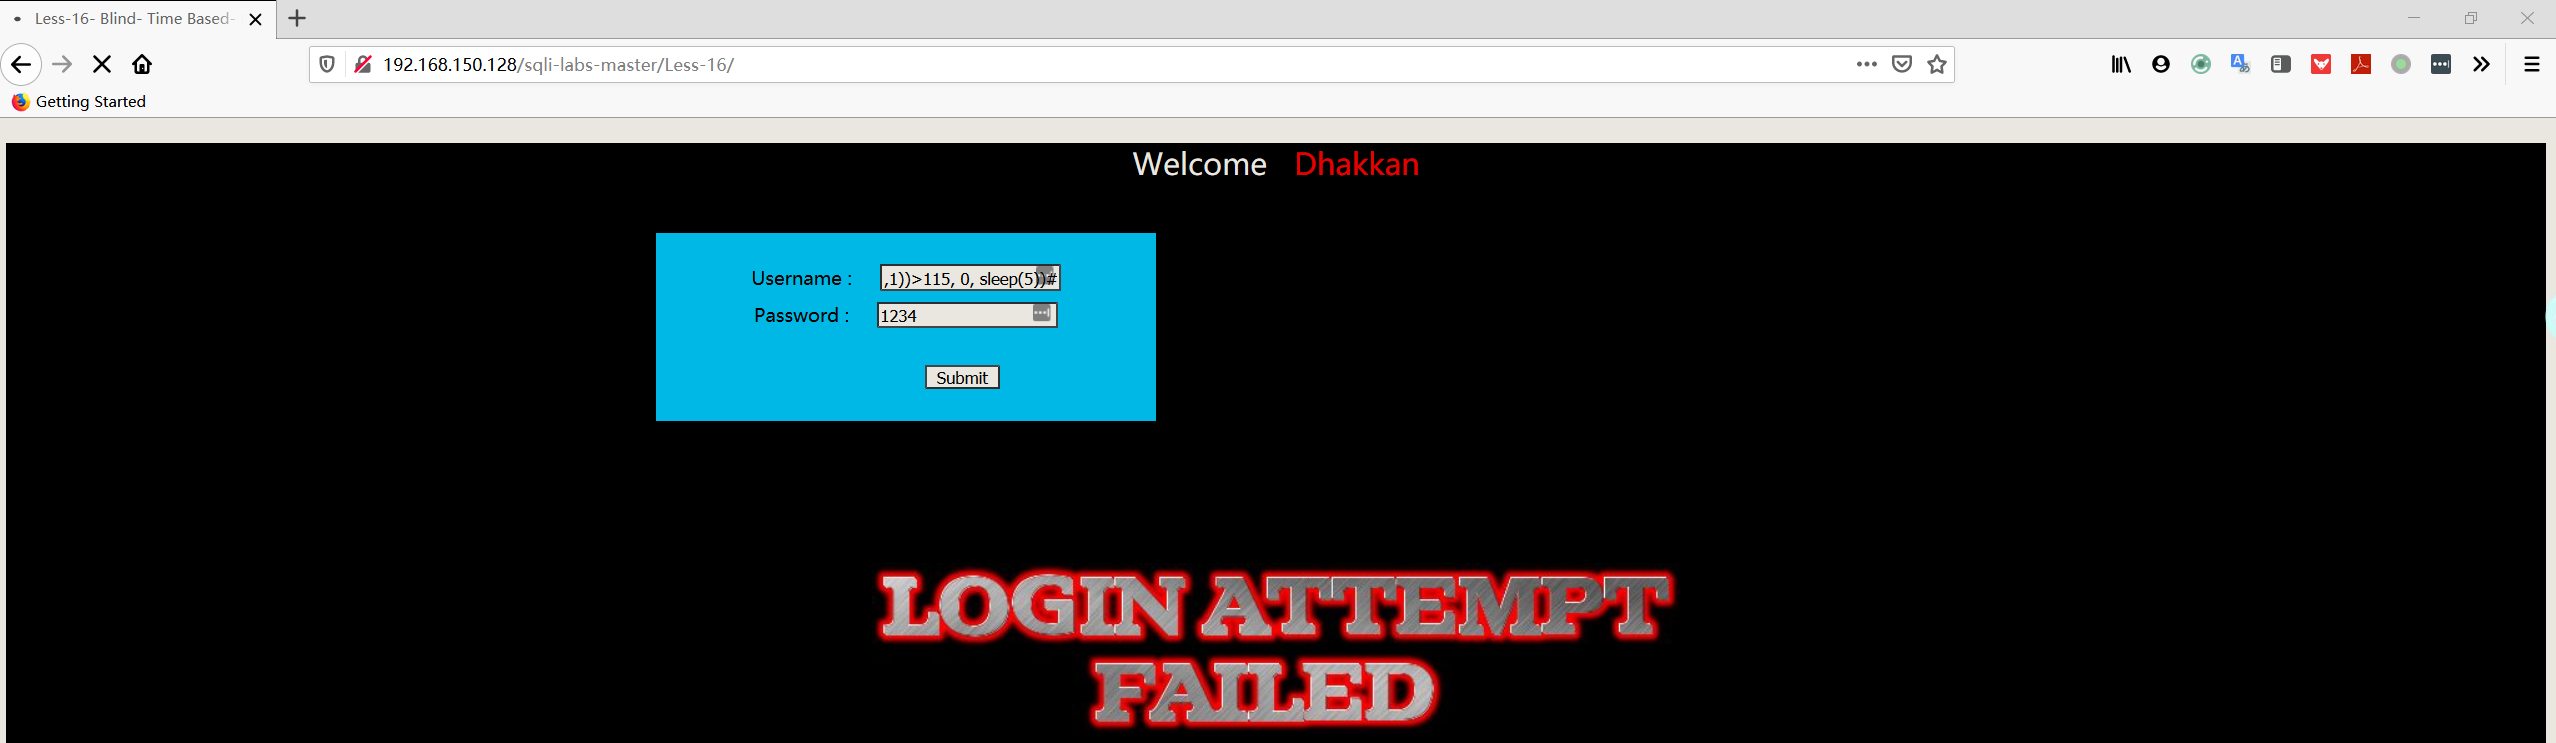 Less-16- Blind- Time Based-
192.168.150.128/sqli-labs-master/Less-16/
Getting Started
Welcome Dhakkan
Username : ,1))>115, 0, sleep(5))#
Password : 1234
Submit
LOGIN ATTEMPT
FAILED